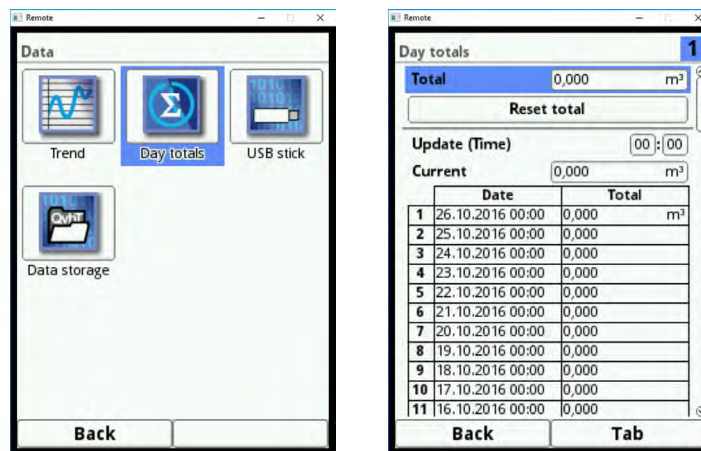 Remote
Data
Trend Day totals USB stick
QvhT
Data storage
Back
Remote
Day totals 1
Total 0,000 m³
Reset total
Update (Time) 00 : 00
Current 0,000 m³
Date Total
1 26.10.2016 00:00 0,000 m³
2 25.10.2016 00:00 0,000
3 24.10.2016 00:00 0,000
4 23.10.2016 00:00 0,000
5 22.10.2016 00:00 0,000
6 21.10.2016 00:00 0,000
7 20.10.2016 00:00 0,000
8 19.10.2016 00:00 0,000
9 18.10.2016 00:00 0,000
10 17.10.2016 00:00 0,000
11 16.10.2016 00:00 0,000
Back Tab